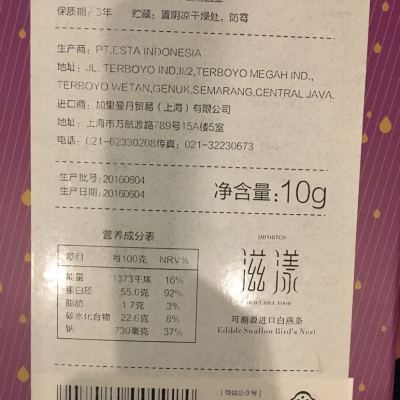 保质期：3年 贮藏：置阴凉干燥处，防霉
生产商：PT.ESTA INDONESIA
地址：JL. TERBOYO IND.II/2,TERBOYO MEGAH IND.,
TERBOYO WETAN,GENUK,SEMARANG,CENTRAL JAVA.
进口商：加里曼丹贸易（上海）有限公司
地址：上海市万航渡路789号15A楼5室
电话：021-62330208传真：021-32230673
生产批号：20160604
生产日期：20160604
净含量：10g
营养成分表
项目 每100克 NRV%
能量 1373千焦 16%
蛋白质 55.0克 92%
脂肪 1.7克 3%
碳水化合物 22.6克 8%
钠 730毫克 37%
IMPORTED
滋漾
可溯源进口白燕条
Edible Swallow Bird's Nest
[微信公众号]